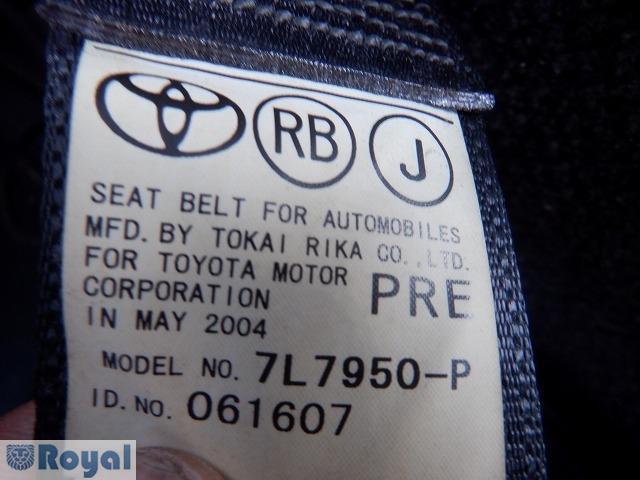 RB J
SEAT BELT FOR AUTOMOBILES
MFD. BY TOKAI RIKA CO.,LTD.
FOR TOYOTA MOTOR
CORPORATION PRE
IN MAY 2004
MODEL NO. 7L7950-P
ID. NO. 061607
Royal